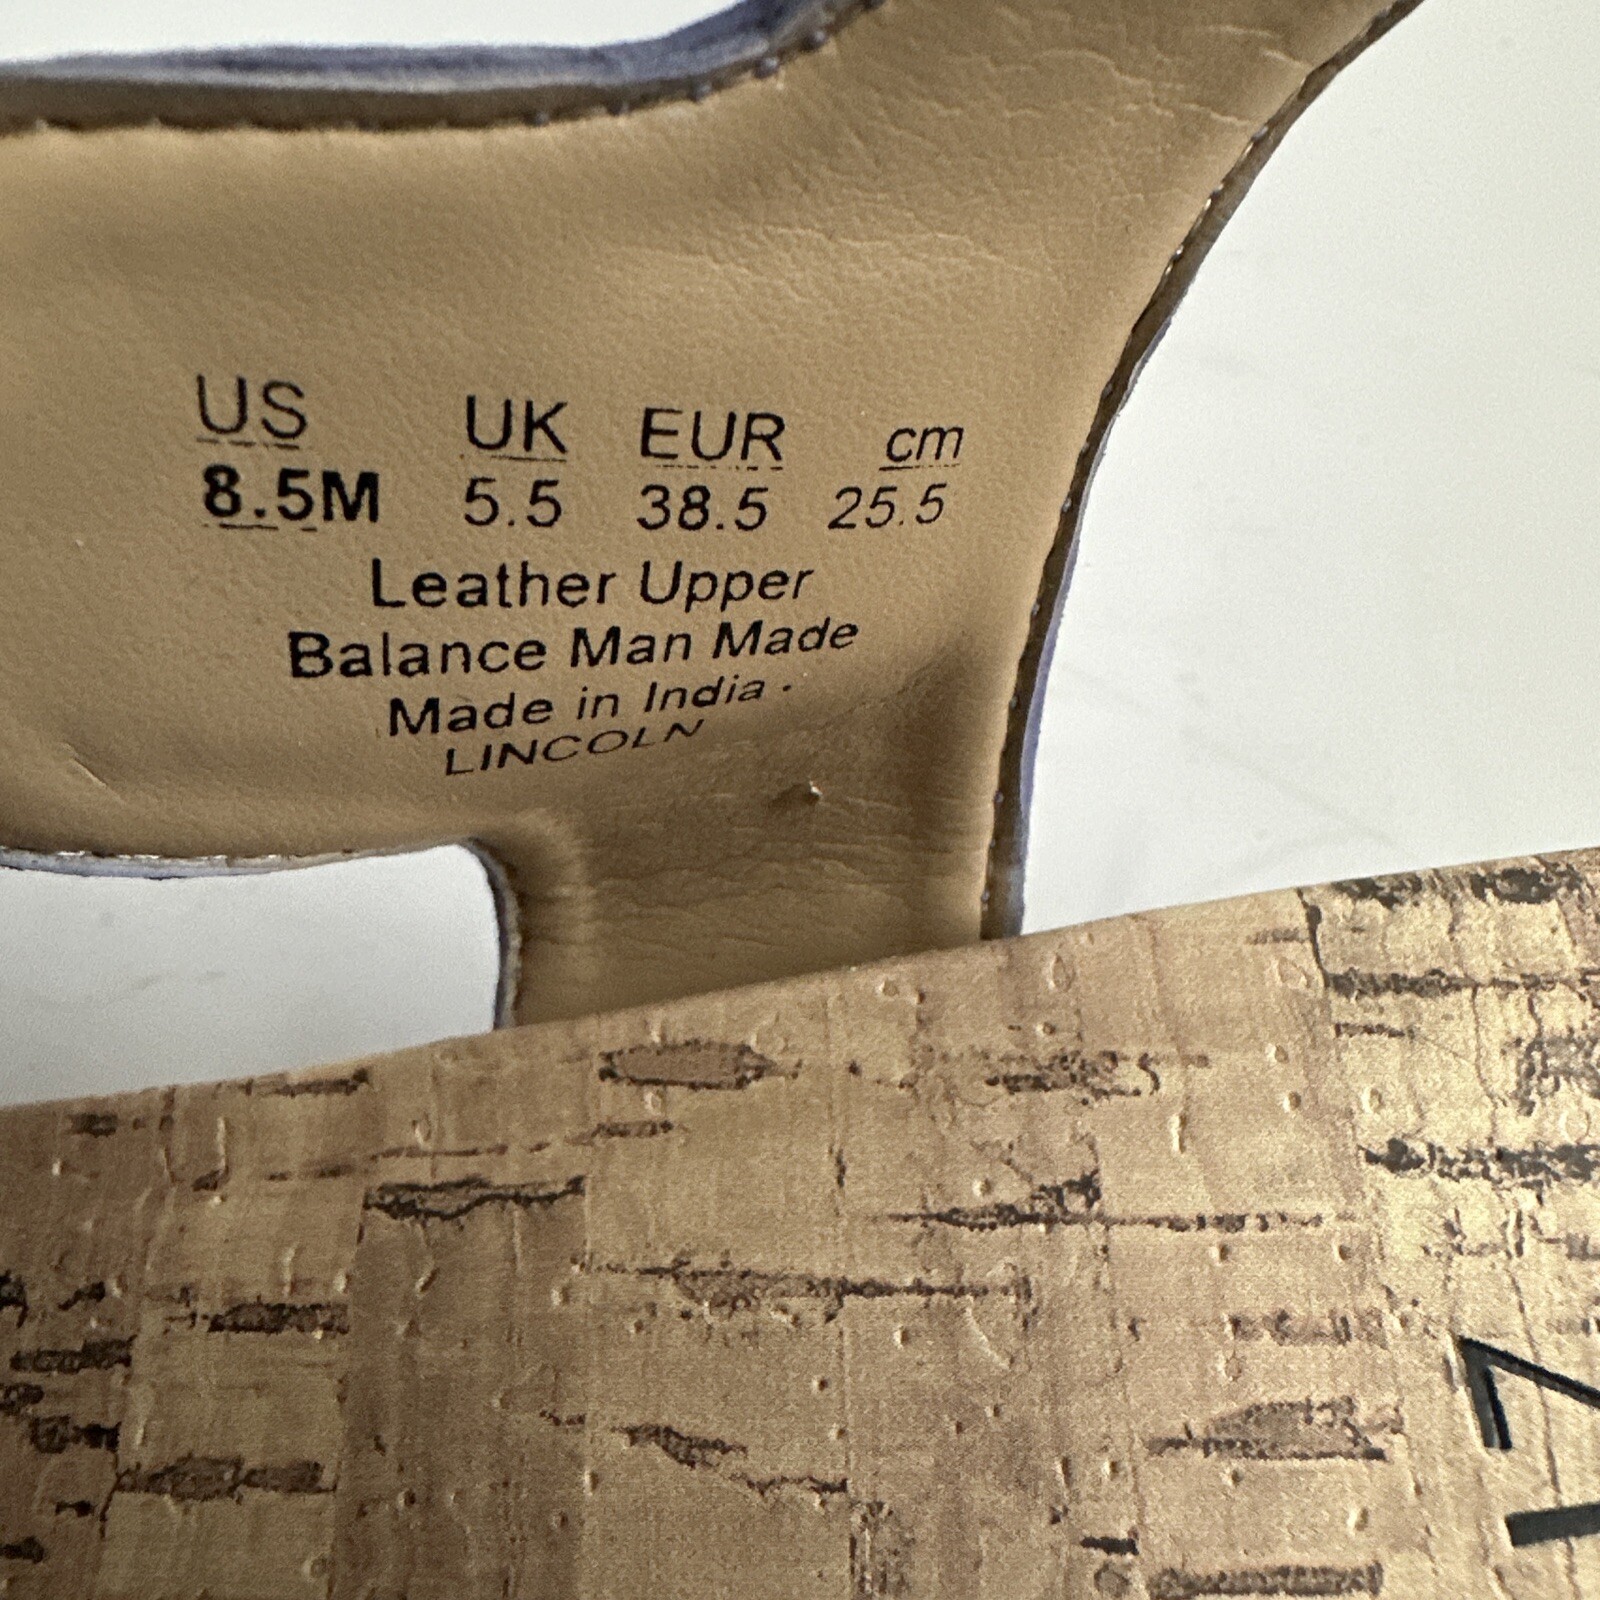 US UK EUR cm
8.5M 5.5 38.5 25.5
Leather Upper
Balance Man Made
Made in India
LINCOLN